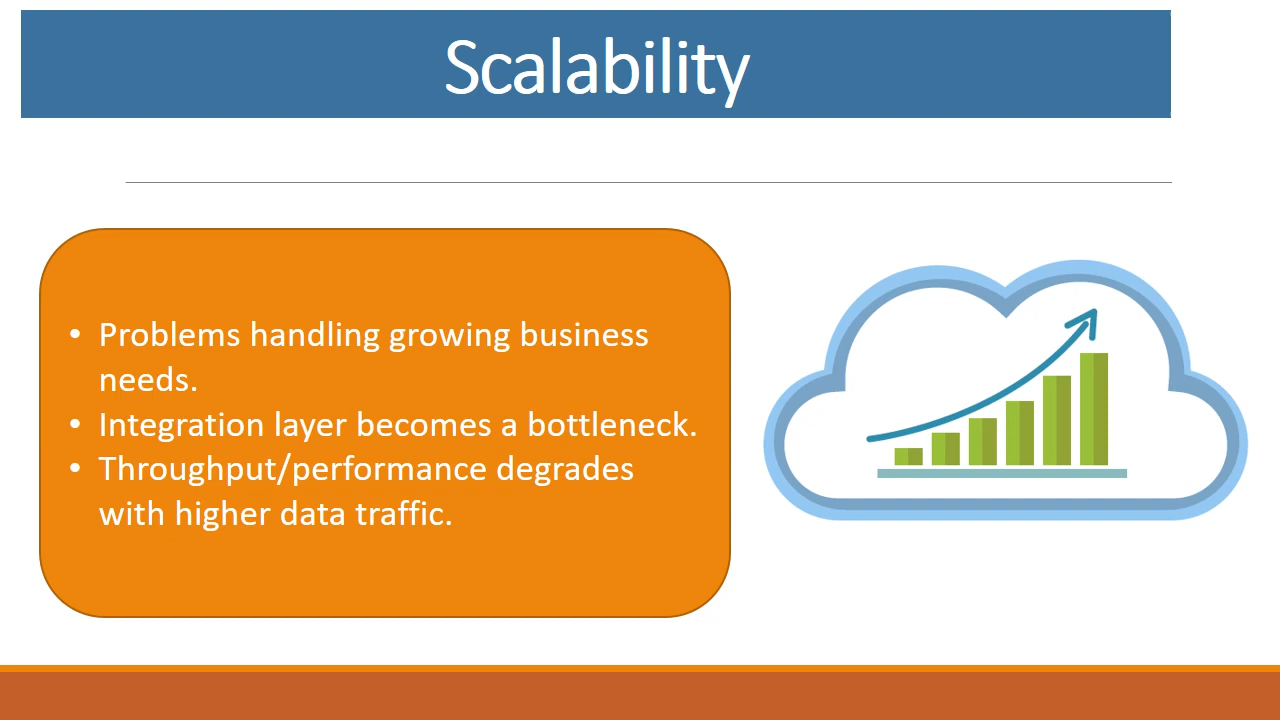 Scalability
• Problems handling growing business
needs.
• Integration layer becomes a bottleneck.
• Throughput/performance degrades
with higher data traffic.